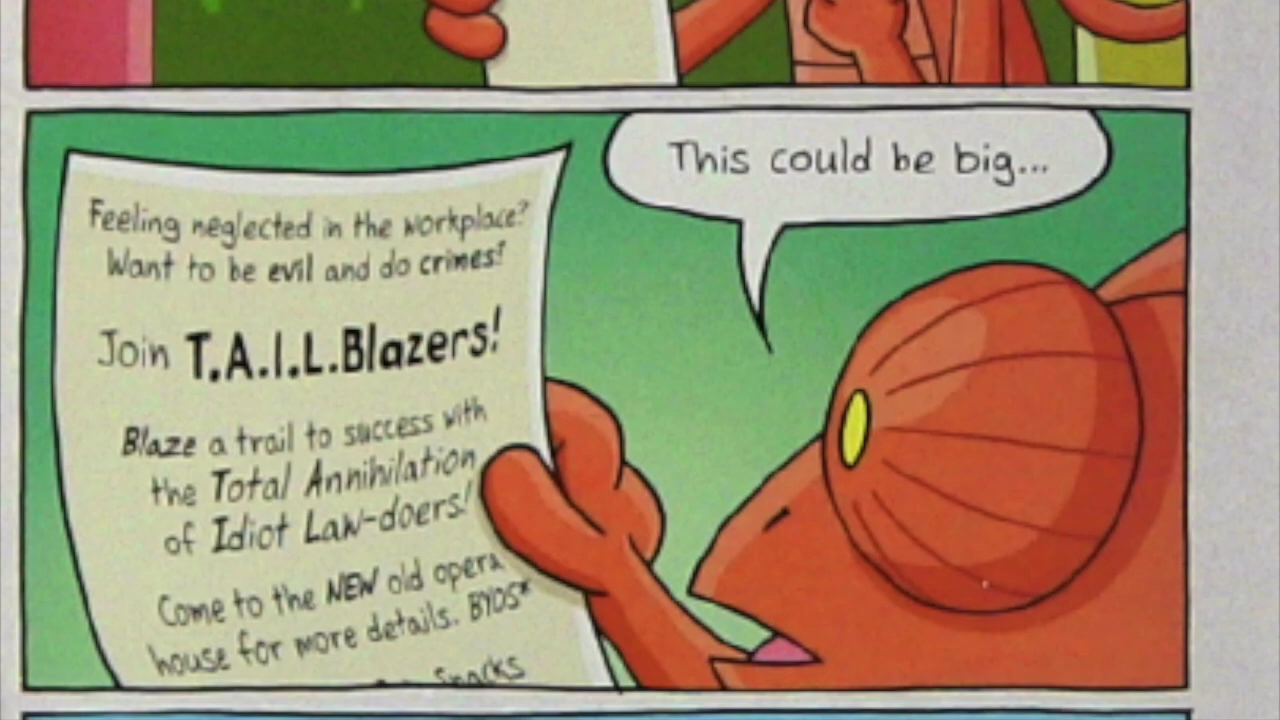 This could be big...
Feeling neglected in the workplace?
Want to be evil and do crimes?
Join T.A.I.L.Blazers!
Blaze a trail to success with
the Total Annihilation
of Idiot Law-doers!
Come to the NEW old opera
house for more details. BYOS*
Snacks